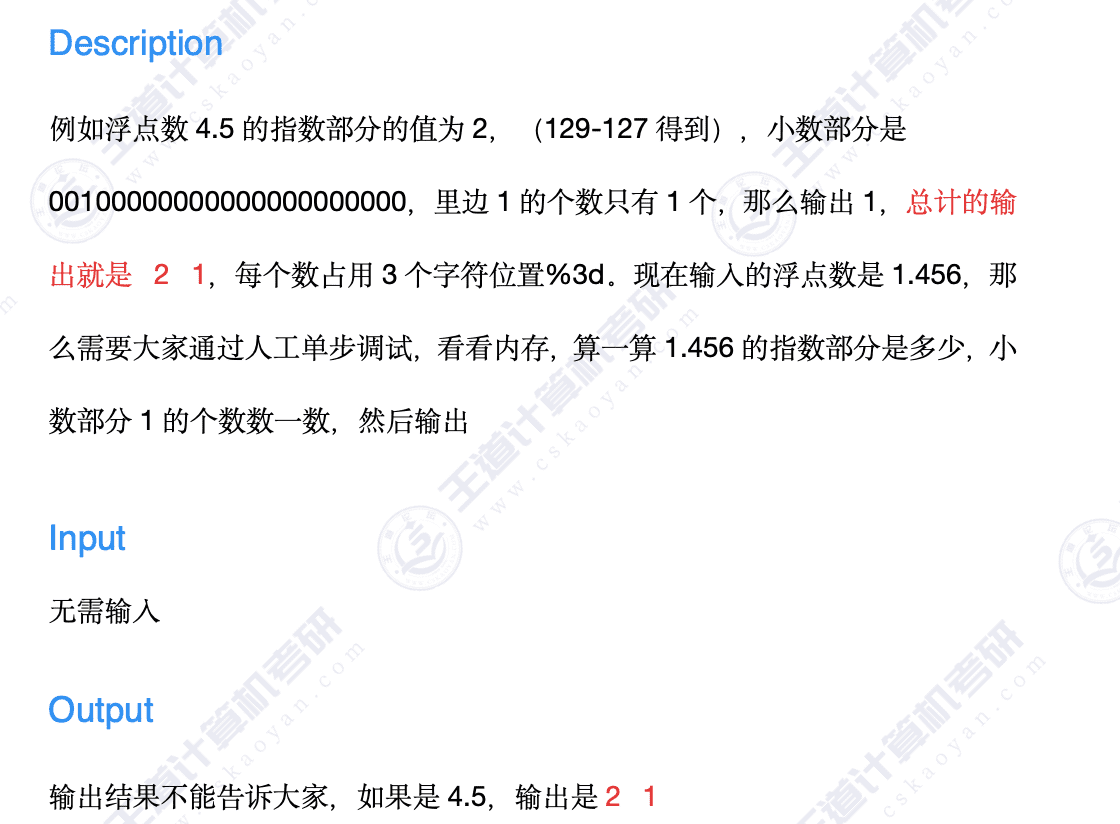 Description
例如浮点数 4.5 的指数部分的值为 2，（129-127 得到），小数部分是
00100000000000000000000，里边 1 的个数只有 1 个，那么输出 1，总计的输
出就是 2 1，每个数占用 3 个字符位置%3d。现在输入的浮点数是 1.456，那
么需要大家通过人工单步调试，看看内存，算一算 1.456 的指数部分是多少，小
数部分 1 的个数数一数，然后输出
王道计算机考研
www.cskaoyan.com
Input
无需输入
Output
输出结果不能告诉大家，如果是 4.5，输出是 2 1